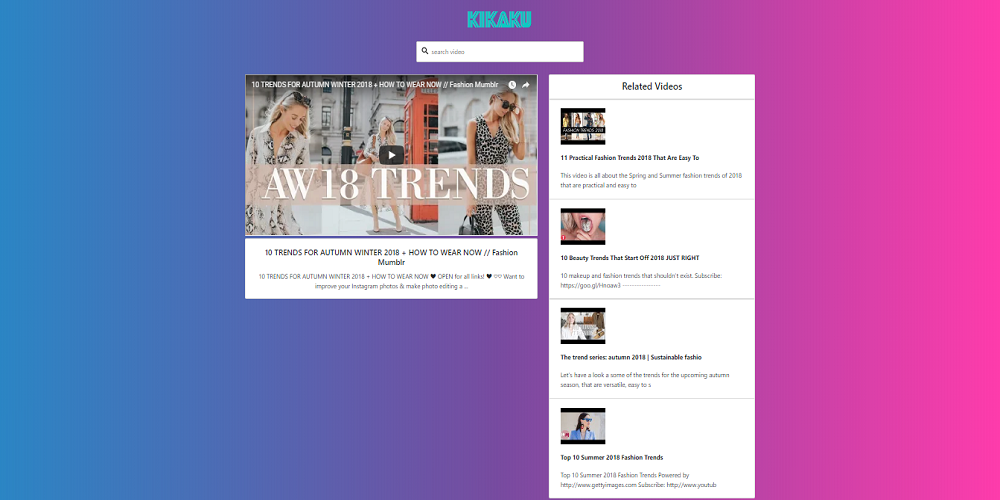 KIKAKU
search video
10 TRENDS FOR AUTUMN WINTER 2018 + HOW TO WEAR NOW // Fashion Mumblr
AW18 TRENDS
10 TRENDS FOR AUTUMN WINTER 2018 + HOW TO WEAR NOW // Fashion
Mumblr
10 TRENDS FOR AUTUMN WINTER 2018 + HOW TO WEAR NOW ♥ OPEN for all links! ♥ ♡♡ Want to
improve your Instagram photos & make photo editing a ...
Related Videos
FASHION TRENDS 2018
11 Practical Fashion Trends 2018 That Are Easy To
This video is all about the Spring and Summer fashion trends of 2018
that are practical and easy to
10 Beauty Trends That Start Off 2018 JUST RIGHT
10 makeup and fashion trends that shouldn't exist. Subscribe:
https://goo.gl/Hnoaw3 -----------------
The trend series: autumn 2018 | Sustainable fashio
Let's have a look a some of the trends for the upcoming autumn
season, that are versatile, easy to s
Top 10 Summer 2018 Fashion Trends
Top 10 Summer 2018 Fashion Trends Powered by
http://www.gettyimages.com Subscribe: http://www.youtub